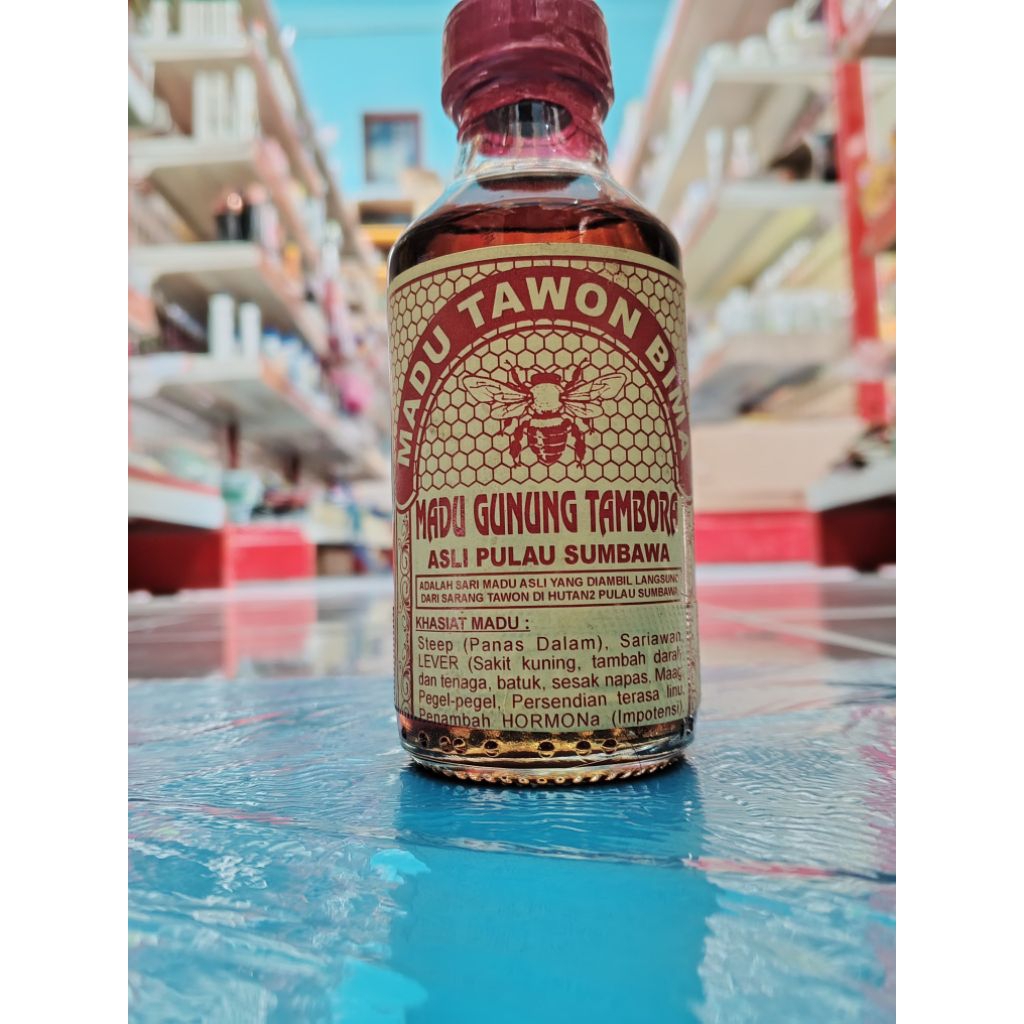 MADU TAWON BIMA
MADU GUNUNG TAMBORA
ASLI PULAU SUMBAWA
ADALAH SARI MADU ASLI YANG DIAMBIL LANGSUNG
DARI SARANG TAWON DI HUTAN2 PULAU SUMBAWA
KHASIAT MADU :
Steep (Panas Dalam), Sariawan,
LEVER (Sakit kuning, tambah darah
dan tenaga, batuk, sesak napas, Maag,
Pegel-pegel, Persendian terasa linu,
Penambah HORMONa (Impotensi),